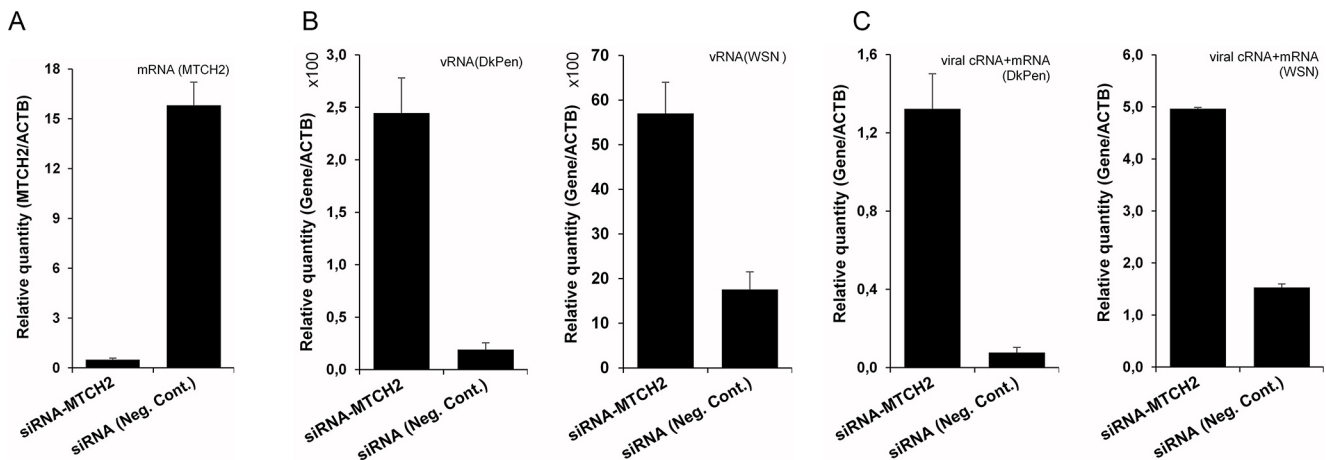 A
Relative quantity (MTCH2/ACTB)
mRNA (MTCH2)
18
15
12
9
6
3
0
siRNA-MTCH2
siRNA (Neg. Cont.)
B
x100
Relative quantity (Gene/ACTB)
vRNA(DkPen)
3,0
2,5
2,0
1,5
1,0
0,5
0,0
siRNA-MTCH2
siRNA (Neg. Cont.)
x100
Relative quantity (Gene/ACTB)
vRNA(WSN )
70
60
50
40
30
20
10
0
siRNA-MTCH2
siRNA (Neg. Cont.)
C
Relative quantity (Gene/ACTB)
viral cRNA+mRNA
(DkPen)
1,6
1,2
0,8
0,4
0,0
siRNA-MTCH2
siRNA (Neg. Cont.)
Relative quantity (Gene/ACTB)
viral cRNA+mRNA
(WSN)
6,0
5,0
4,0
3,0
2,0
1,0
0,0
siRNA-MTCH2
siRNA (Neg. Cont.)